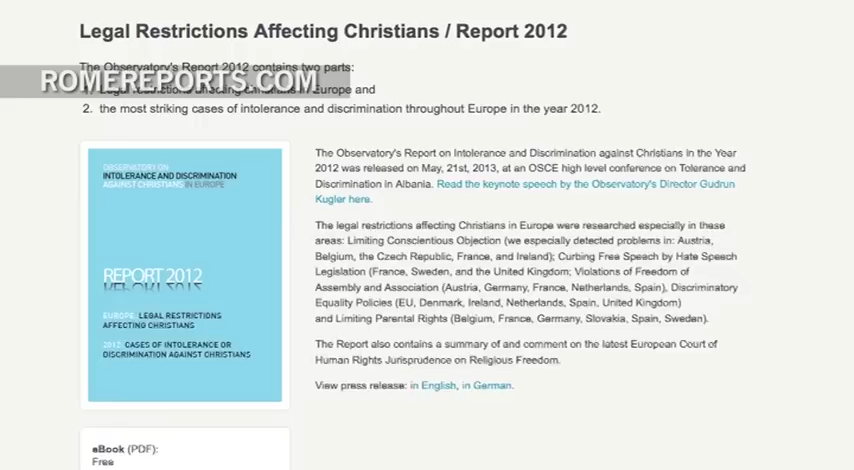 Legal Restrictions Affecting Christians / Report 2012
The Observatory's Report 2012 contains two parts:
ROMEREPORTS.COM
1. Legal restrictions affecting christians in Europe and
2. the most striking cases of intolerance and discrimination throughout Europe in the year 2012.
OBSERVATORY ON
INTOLERANCE AND DISCRIMINATION
AGAINST CHRISTIANS IN EUROPE
REPORT 2012
EUROPE: LEGAL RESTRICTIONS
AFFECTING CHRISTIANS
2012: CASES OF INTOLERANCE OR
DISCRIMINATION AGAINST CHRISTIANS
The Observatory's Report on Intolerance and Discrimination against Christians in the Year
2012 was released on May, 21st, 2013, at an OSCE high level conference on Tolerance and
Discrimination in Albania. Read the keynote speech by the Observatory's Director Gudrun
Kugler here.
The legal restrictions affecting Christians in Europe were researched especially in these
areas: Limiting Conscientious Objection (we especially detected problems in: Austria,
Belgium, the Czech Republic, France, and Ireland); Curbing Free Speech by Hate Speech
Legislation (France, Sweden, and the United Kingdom; Violations of Freedom of
Assembly and Association (Austria, Germany, France, Netherlands, Spain), Discriminatory
Equality Policies (EU, Denmark, Ireland, Netherlands, Spain, United Kingdom)
and Limiting Parental Rights (Belgium, France, Germany, Slovakia, Spain, Sweden).
The Report also contains a summary of and comment on the latest European Court of
Human Rights Jurisprudence on Religious Freedom.
View press release: in English, in German.
eBook (PDF):
Free